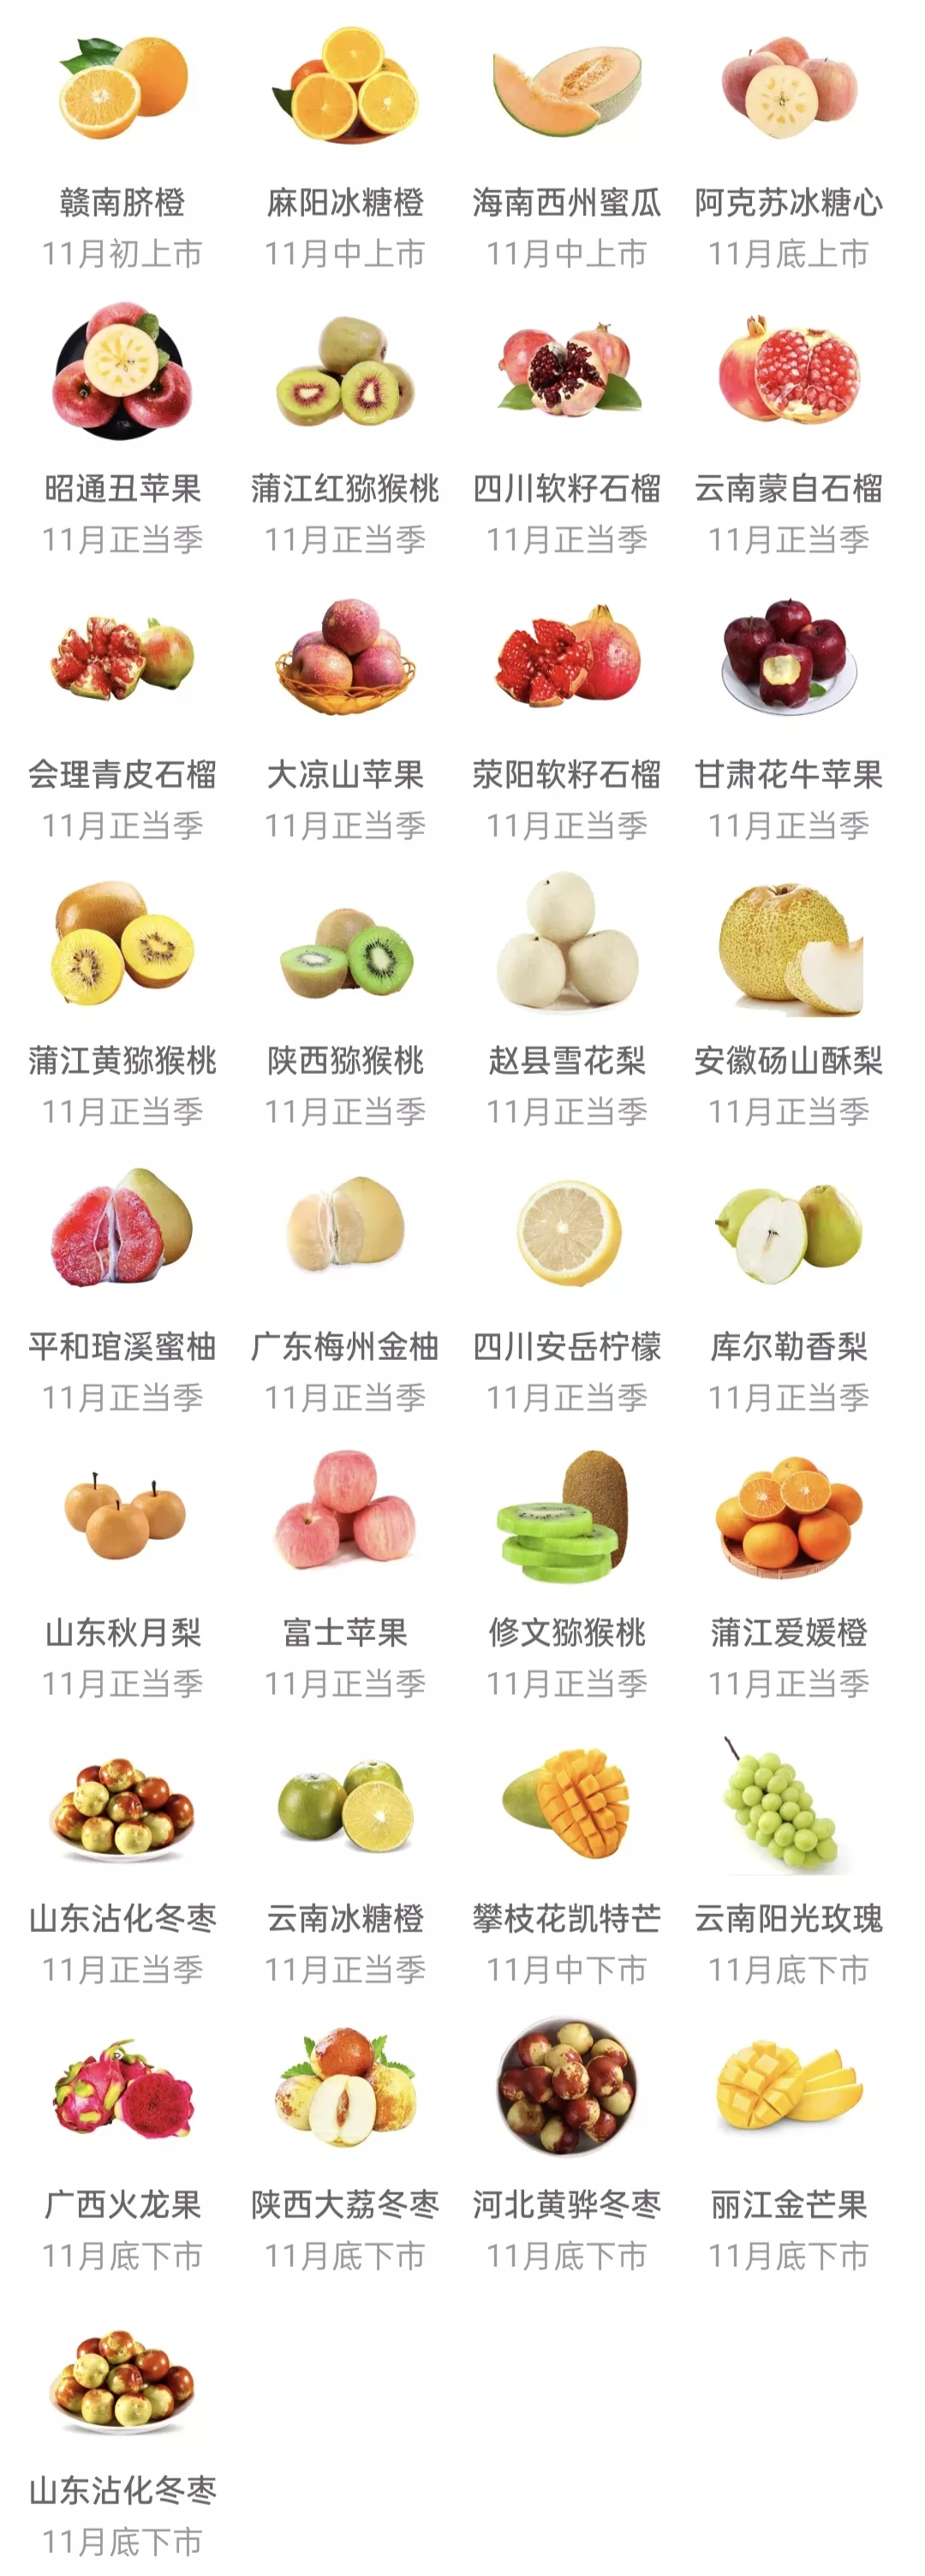 赣南脐橙 麻阳冰糖橙 海南西州蜜瓜 阿克苏冰糖心
11月初上市 11月中上市 11月中上市 11月底上市
昭通丑苹果 蒲江红猕猴桃 四川软籽石榴 云南蒙自石榴
11月正当季 11月正当季 11月正当季 11月正当季
会理青皮石榴 大凉山苹果 荥阳软籽石榴 甘肃花牛苹果
11月正当季 11月正当季 11月正当季 11月正当季
蒲江黄猕猴桃 陕西猕猴桃 赵县雪花梨 安徽砀山酥梨
11月正当季 11月正当季 11月正当季 11月正当季
平和琯溪蜜柚 广东梅州金柚 四川安岳柠檬 库尔勒香梨
11月正当季 11月正当季 11月正当季 11月正当季
山东秋月梨 富士苹果 修文猕猴桃 蒲江爱媛橙
11月正当季 11月正当季 11月正当季 11月正当季
山东沾化冬枣 云南冰糖橙 攀枝花凯特芒 云南阳光玫瑰
11月正当季 11月正当季 11月中下市 11月底下市
广西火龙果 陕西大荔冬枣 河北黄骅冬枣 丽江金芒果
11月底下市 11月底下市 11月底下市 11月底下市
山东沾化冬枣
11月底下市